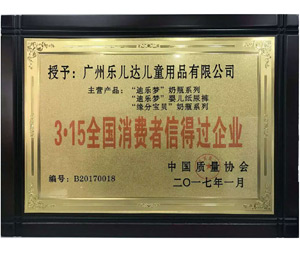 授予：广州乐儿达儿童用品有限公司
主营产品：“迪乐梦”奶瓶系列
“迪乐梦”婴儿纸尿裤
“缘分宝贝”奶瓶系列
3·15全国消费者信得过企业
中国质量协会
编号：B20170018
二〇一七年一月